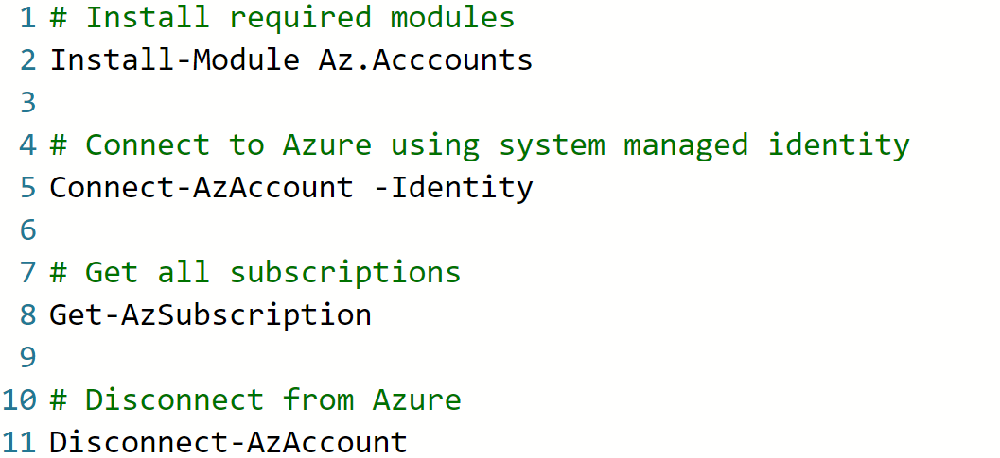 1 # Install required modules
2 Install-Module Az.Acccounts
3
4 # Connect to Azure using system managed identity
5 Connect-AzAccount -Identity
6
7 # Get all subscriptions
8 Get-AzSubscription
9
10 # Disconnect from Azure
11 Disconnect-AzAccount